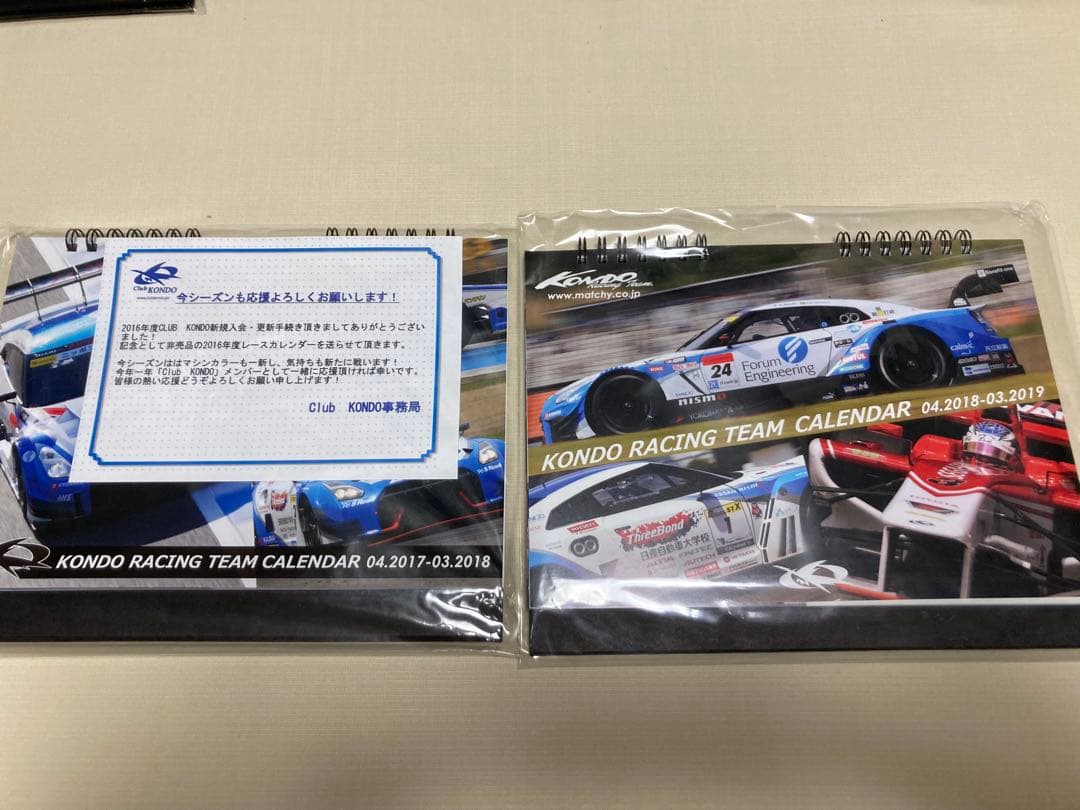 Club
KONDO
今シーズンも応援よろしくお願いします！
2016年度CLUB KONDO新規入会・更新手続き頂きましてありがとうござい
ました！
記念として非売品の2016年度レースカレンダーを送らせて頂きます。
今シーズンははマシンカラーも一新し、気持ちも新たに戦います！
今年一年「Club KONDO」メンバーとして一緒に応援頂ければ幸いです。
皆様の熱い応援どうぞよろしくお願い申し上げます！
Club KONDO事務局
KONDO RACING TEAM CALENDAR 04.2017-03.2018
KONDO
Racing Team
www.matchy.co.jp
24
Forum
Engineering
nismo
MOTUL
YOKOHAMA
KONDO RACING TEAM CALENDAR 04.2018-03.2019
ThreeBond
日産自動車大学校
ST X
1